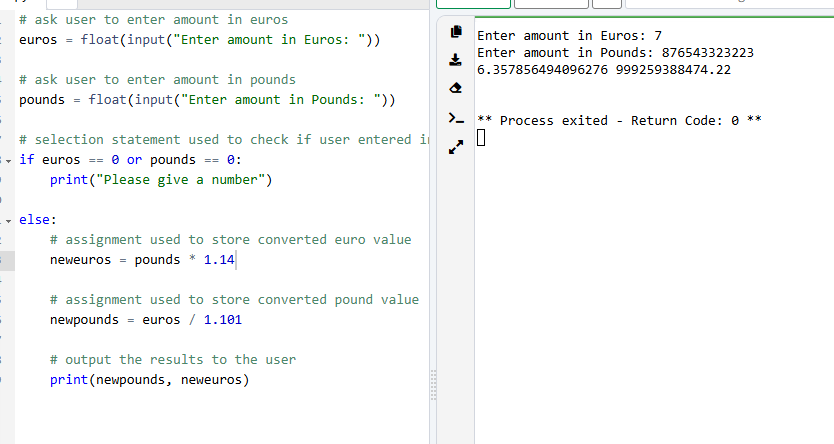 # ask user to enter amount in euros
euros = float(input("Enter amount in Euros: "))
# ask user to enter amount in pounds
pounds = float(input("Enter amount in Pounds: "))
# selection statement used to check if user entered
if euros == 0 or pounds == 0:
print("Please give a number")
else:
# assignment used to store converted euro value
neweuros = pounds * 1.14
# assignment used to store converted pound value
newpounds = euros / 1.101
# output the results to the user
print(newpounds, neweuros)
Enter amount in Euros: 7
Enter amount in Pounds: 876543323223
6.357856494096276 999259388474.22
** Process exited - Return Code: 0 **